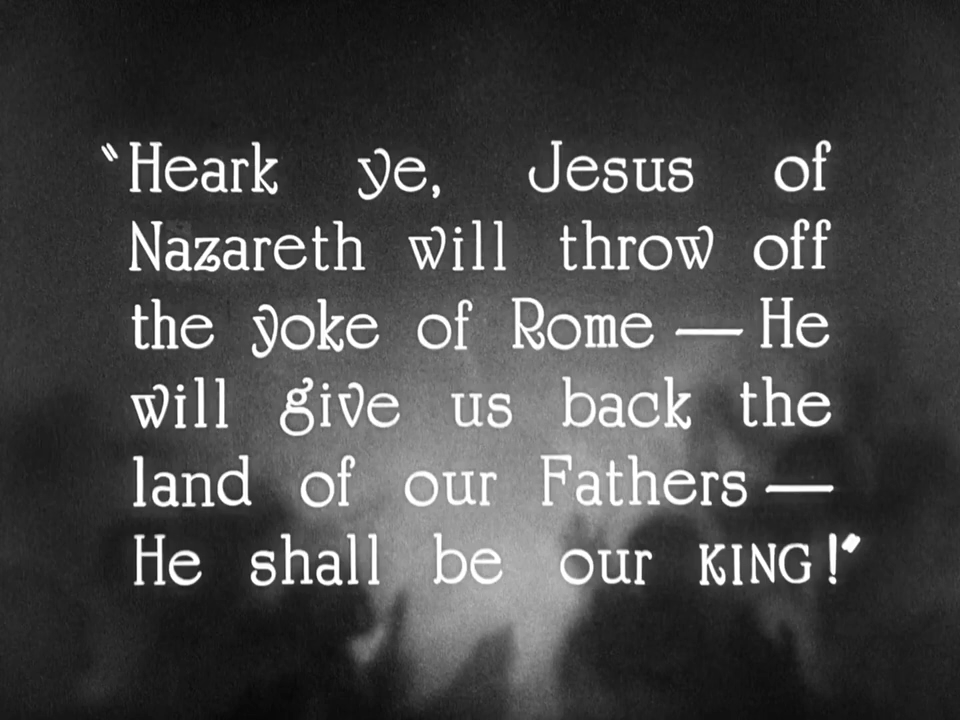 "Heark ye, Jesus of
Nazareth will throw off
the yoke of Rome — He
will give us back the
land of our Fathers —
He shall be our KING!"